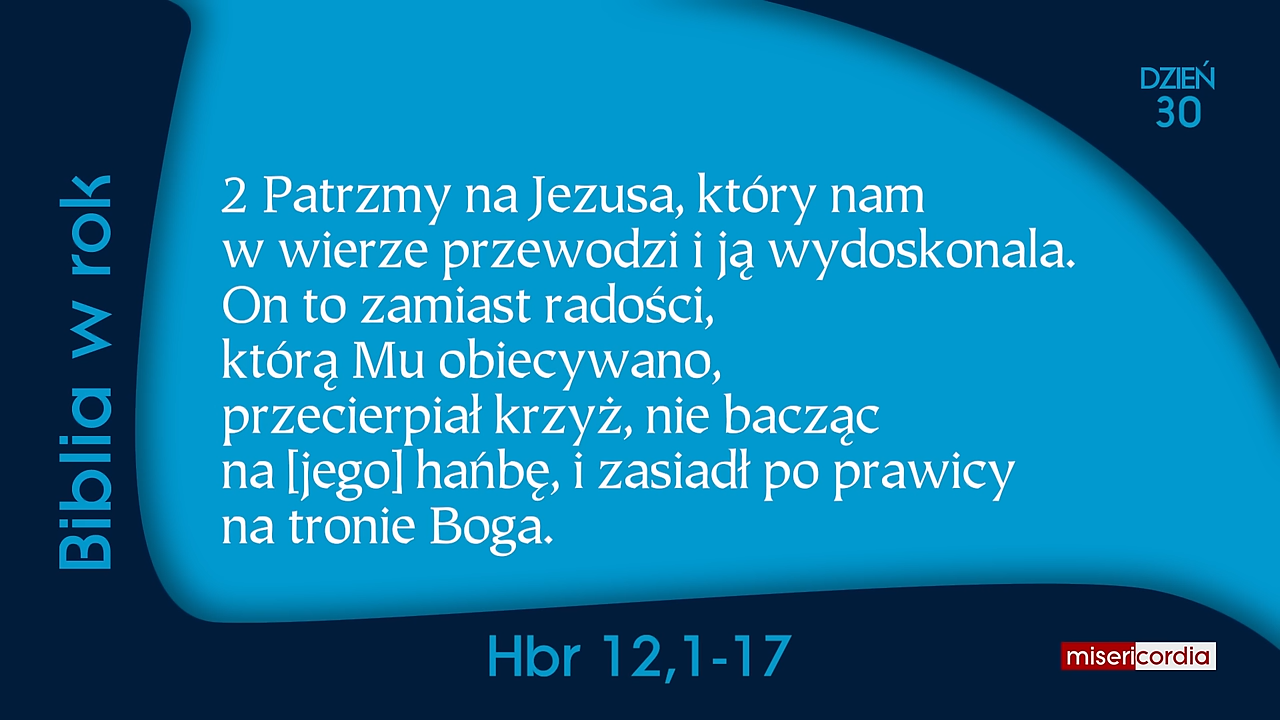 DZIEŃ
30
Biblia w rok
2 Patrzmy na Jezusa, który nam
w wierze przewodzi i ją wydoskonala.
On to zamiast radości,
którą Mu obiecywano,
przecierpiał krzyż, nie bacząc
na [jego] hańbę, i zasiadł po prawicy
na tronie Boga.
Hbr 12,1-17
misericordia